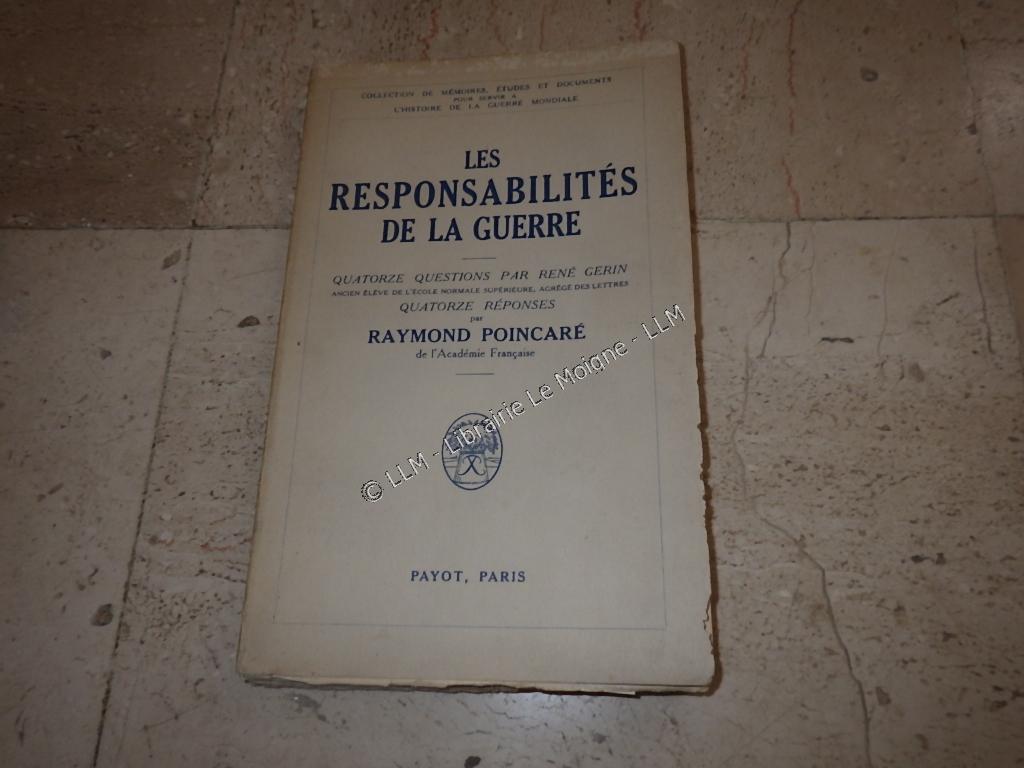 COLLECTION DE MÉMOIRES, ÉTUDES ET DOCUMENTS
POUR SERVIR A
L'HISTOIRE DE LA GUERRE MONDIALE
LES
RESPONSABILITÉS
DE LA GUERRE
QUATORZE QUESTIONS PAR RENÉ GERIN
ANCIEN ÉLÈVE DE L'ÉCOLE NORMALE SUPÉRIEURE, AGRÉGÉ DES LETTRES
QUATORZE RÉPONSES
par
RAYMOND POINCARÉ
de l'Académie Française
© LLM - Librairie Le Moigne - LLM
PAYOT, PARIS